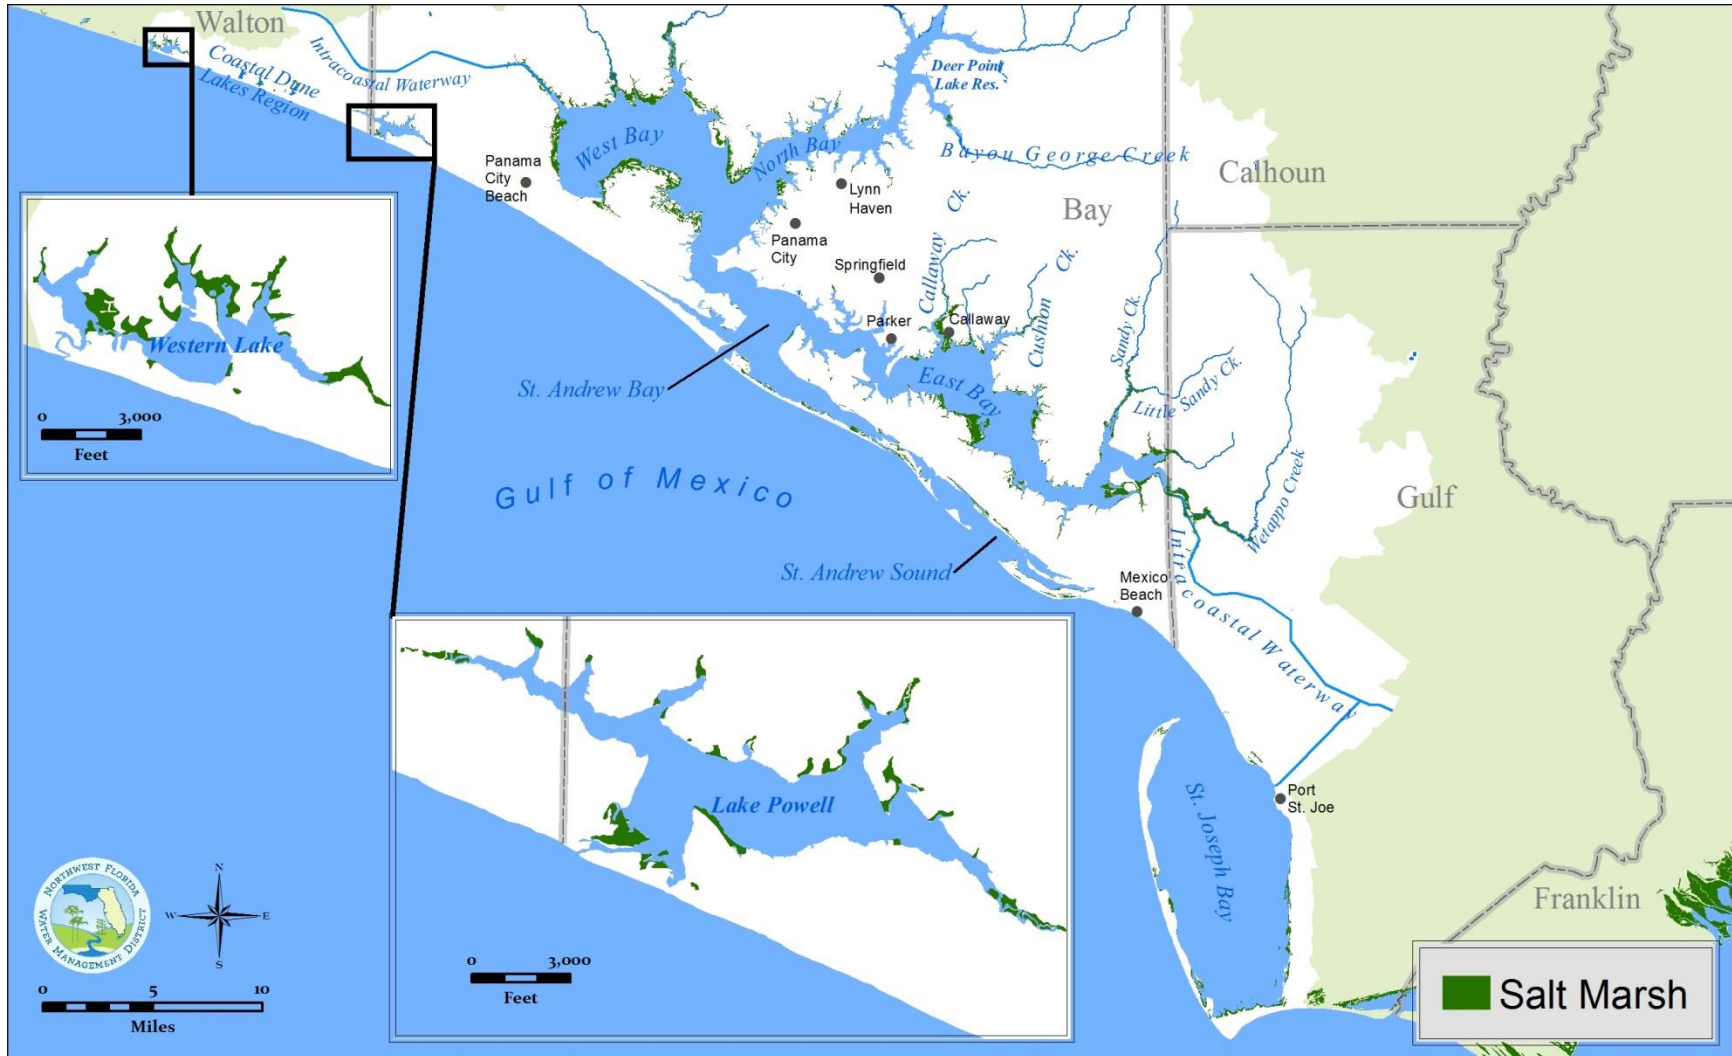 Walton
Coastal Dune
Lakes Region
Intracoastal Waterway
Deer Point
Lake Res.
West Bay
North Bay
Bayou George Creek
Calhoun
Panama
City
Beach
Lynn
Haven
Bay
Panama
City
Springfield
Callaway Ck.
Cushion Ck.
Sandy Ck.
Parker
Callaway
Western Lake
0 3,000
Feet
St. Andrew Bay
East Bay
Little Sandy Ck.
Wetappo Creek
Gulf of Mexico
Gulf
St. Andrew Sound
Mexico
Beach
Intracoastal Waterway
Lake Powell
0 3,000
Feet
St. Joseph Bay
Port
St. Joe
Franklin
NORTHWEST FLORIDA
WATER MANAGEMENT DISTRICT
N
W E
S
0 5 10
Miles
Salt Marsh